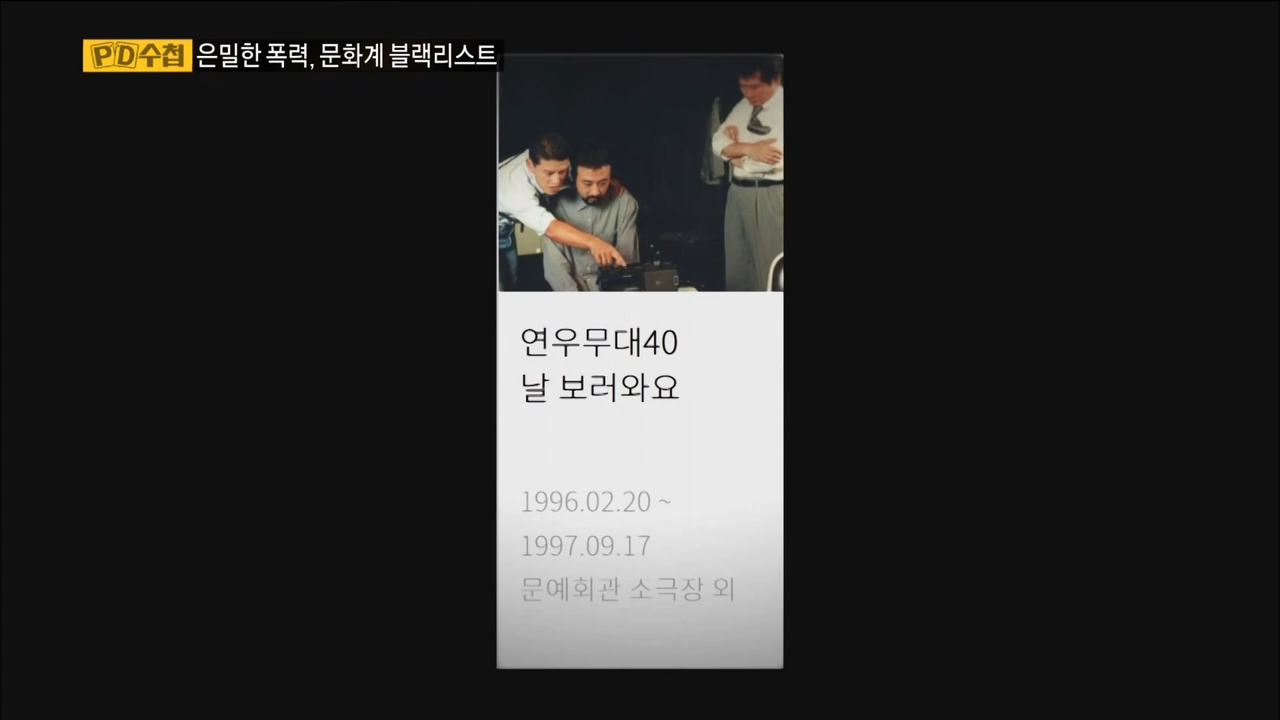 PD수첩 은밀한 폭력, 문화계 블랙리스트
연우무대40
날 보러와요
1996.02.20 ~
1997.09.17
문예회관 소극장 외